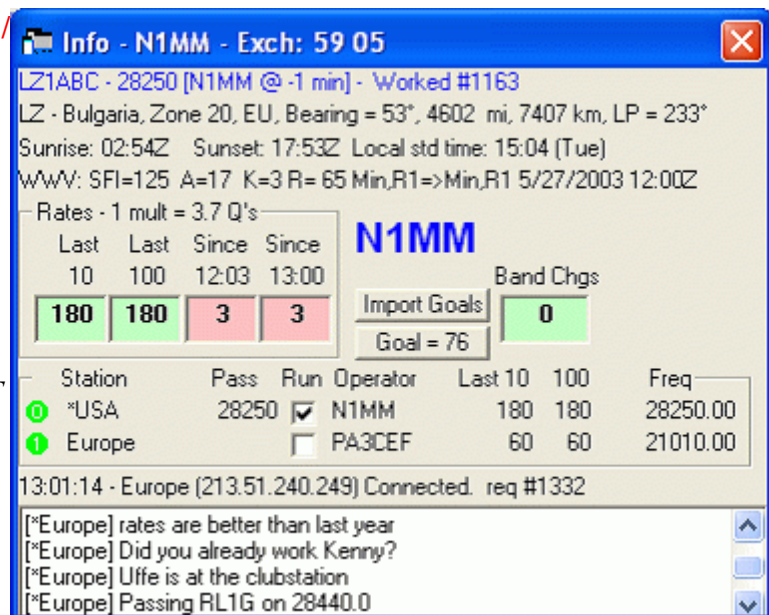 Info - N1MM - Exch: 59 05
LZ1ABC - 28250 [N1MM @ -1 min] - Worked #1163
LZ - Bulgaria, Zone 20, EU, Bearing = 53°, 4602 mi, 7407 km, LP = 233°
Sunrise: 02:54Z Sunset: 17:53Z Local std time: 15:04 (Tue)
WWV: SFI=125 A=17 K=3 R= 65 Min,R1=>Min,R1 5/27/2003 12:00Z
Rates - 1 mult = 3.7 Q's
Last Last Since Since
10 100 12:03 13:00
180 180 3 3
N1MM
Band Chgs
Import Goals 0
Goal = 76
Station Pass Run Operator Last 10 100 Freq
0 *USA 28250 N1MM 180 180 28250.00
1 Europe PA3CEF 60 60 21010.00
13:01:14 - Europe (213.51.240.249) Connected. req #1332
[*Europe] rates are better than last year
[*Europe] Did you already work Kenny?
[*Europe] Uffe is at the clubstation
[*Europe] Passing RL1G on 28440.0